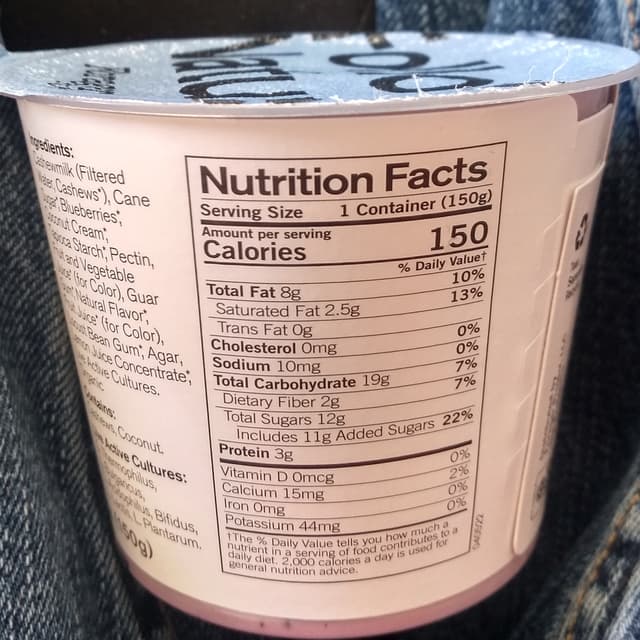 Ingredients:
Cashewmilk (Filtered
Water, Cashews*), Cane
Sugar* Blueberries*,
Coconut Cream*,
Starch*, Pectin,
and Vegetable
(for Color), Guar
Natural Flavor*,
Juice* (for Color),
Bean Gum*, Agar,
Juice Concentrate*,
Active Cultures.
Contains:
Cashews, Coconut.
Active Cultures:
Bifidus,
L. Plantarum.
(150g)
Nutrition Facts
Serving Size 1 Container (150g)
Amount per serving
Calories 150
% Daily Value†
Total Fat 8g 10%
Saturated Fat 2.5g 13%
Trans Fat 0g
Cholesterol 0mg 0%
Sodium 10mg 0%
Total Carbohydrate 19g 7%
Dietary Fiber 2g 7%
Total Sugars 12g
Includes 11g Added Sugars 22%
Protein 3g
Vitamin D 0mcg 0%
Calcium 15mg 2%
Iron 0mg 0%
Potassium 44mg 0%
†The % Daily Value tells you how much a
nutrient in a serving of food contributes to a
daily diet. 2,000 calories a day is used for
general nutrition advice.